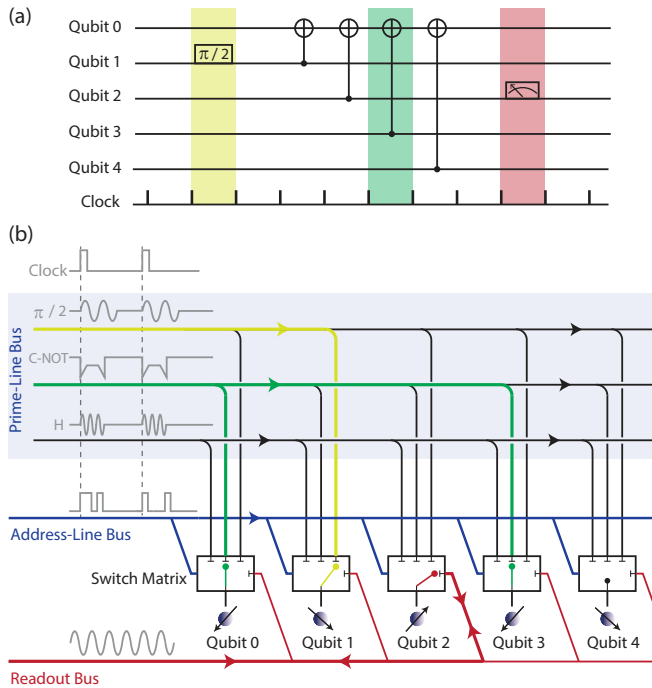 (a)
Qubit 0
Qubit 1
π / 2
Qubit 2
Qubit 3
Qubit 4
Clock
(b)
Clock
π / 2
C-NOT
H
Prime-Line Bus
Address-Line Bus
Switch Matrix
Qubit 0
Qubit 1
Qubit 2
Qubit 3
Qubit 4
Readout Bus